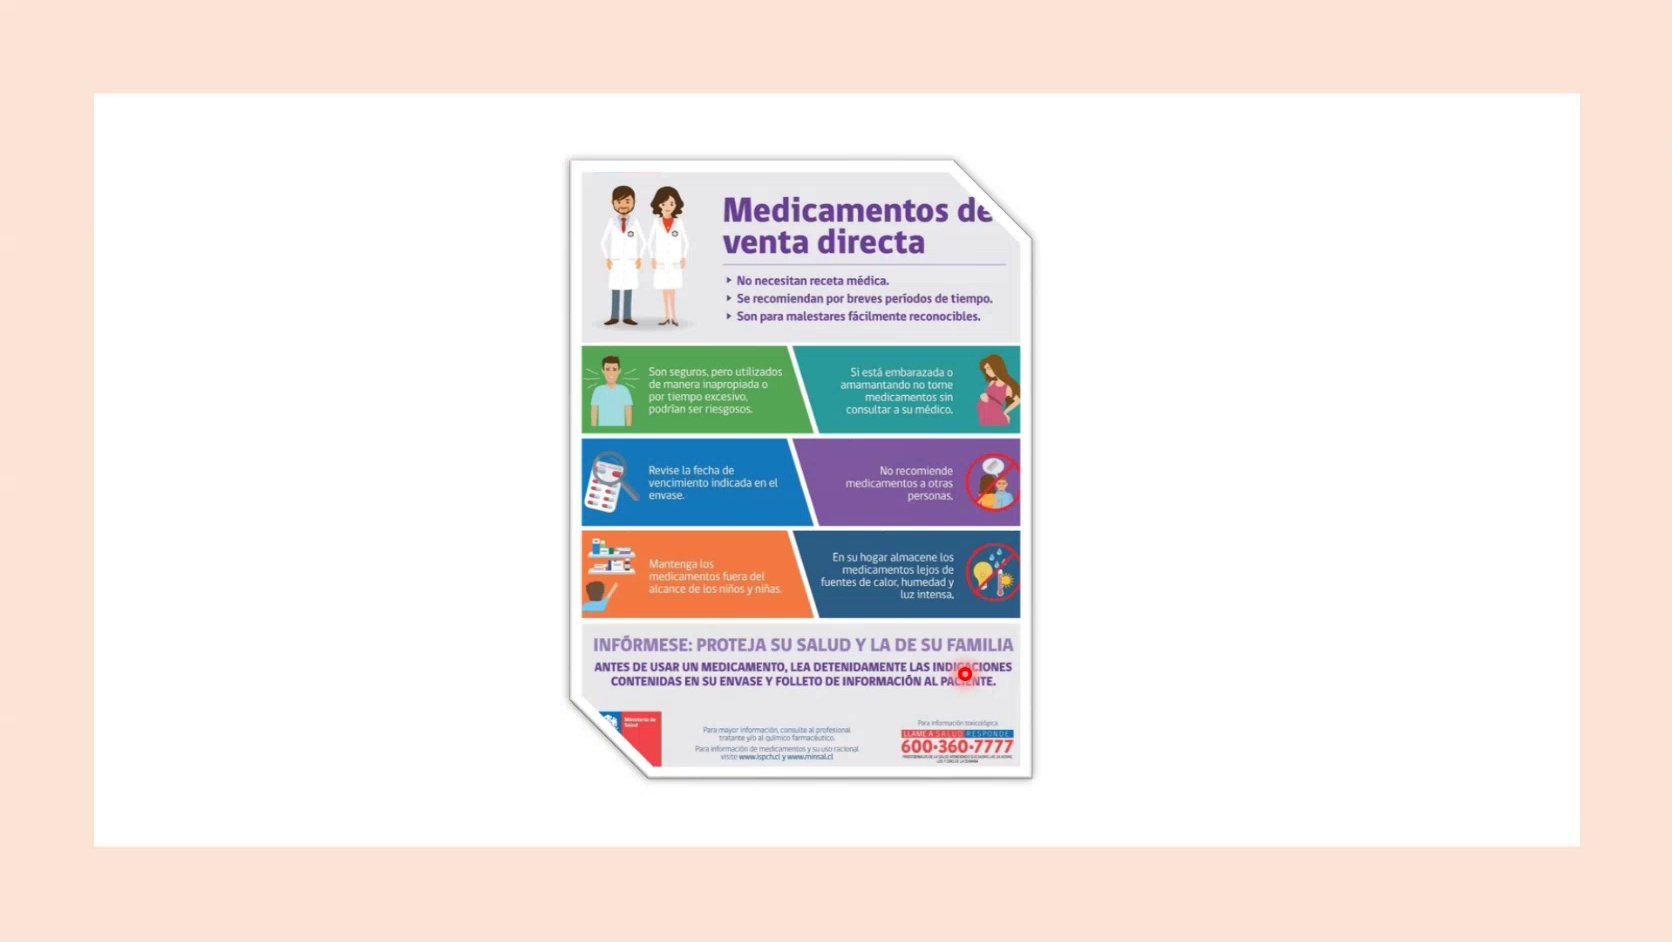 Medicamentos de
venta directa
No necesitan receta médica.
Se recomiendan por breves períodos de tiempo.
Son para malestares fácilmente reconocibles.
Son seguros, pero utilizados
de manera inapropiada o
por tiempo excesivo,
podrían ser riesgosos.
Si está embarazada o
amamantando no tome
medicamentos sin
consultar a su médico.
Revise la fecha de
vencimiento indicada en el
envase.
No recomiende
medicamentos a otras
personas.
Mantenga los
medicamentos fuera del
alcance de los niños y niñas.
En su hogar almacene los
medicamentos lejos de
fuentes de calor, humedad y
luz intensa.
INFÓRMESE: PROTEJA SU SALUD Y LA DE SU FAMILIA
ANTES DE USAR UN MEDICAMENTO, LEA DETENIDAMENTE LAS INDICACIONES
CONTENIDAS EN SU ENVASE Y FOLLETO DE INFORMACIÓN AL PACIENTE.
Ministerio de
Salud
Para mayor información, consulte al profesional
tratante y/o al químico farmacéutico.
Para información de medicamentos y su uso racional
visite: www.ispch.cl y www.minsal.cl
Para información toxicológica
LLAME A SALUD RESPONDE
600·360·7777